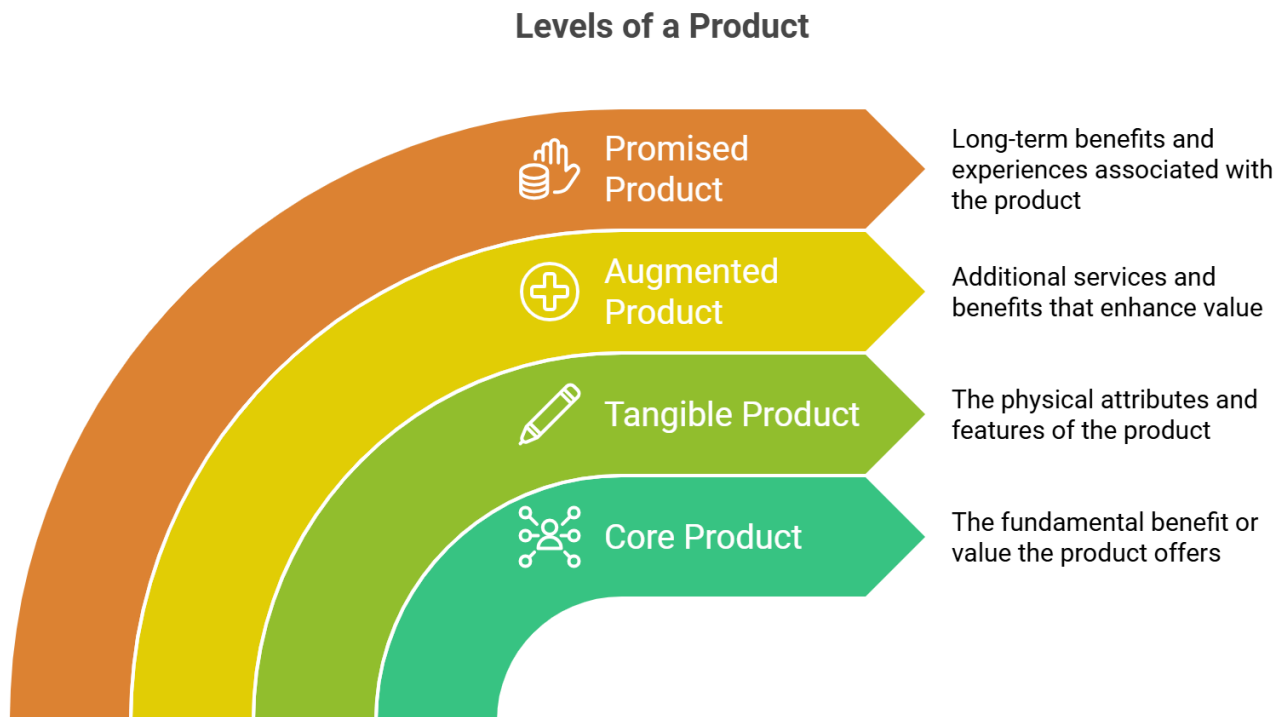 Levels of a Product
Promised
Product
Long-term benefits and
experiences associated with
the product
Augmented
Product
Additional services and
benefits that enhance value
Tangible Product
The physical attributes and
features of the product
Core Product
The fundamental benefit or
value the product offers